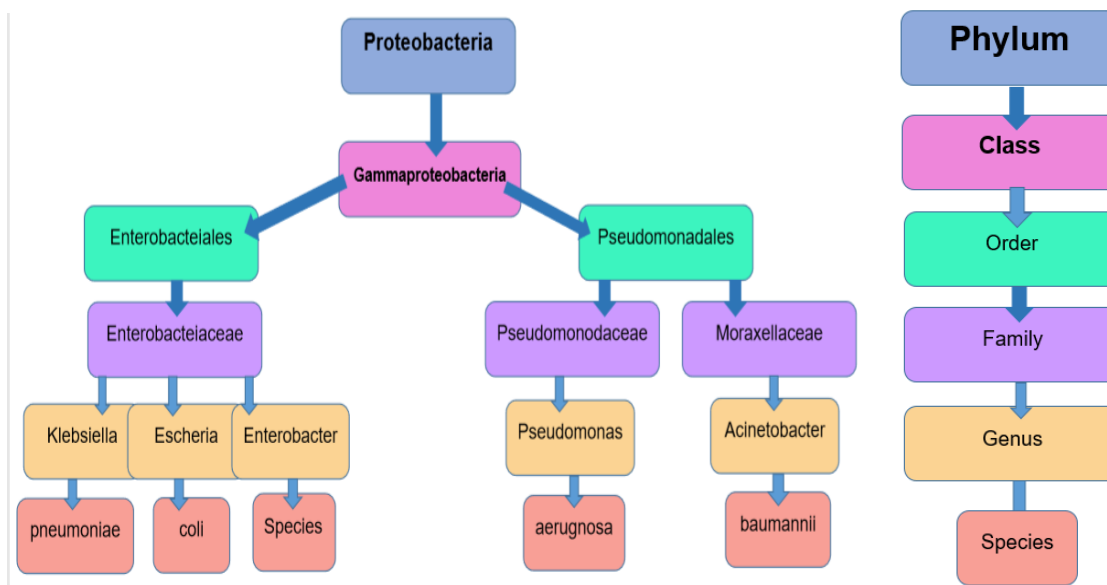 Proteobacteria
Phylum
Gammaproteobacteria
Class
Enterobacteiales
Pseudomonadales
Order
Enterobacteiaceae
Pseudomonodaceae
Moraxellaceae
Family
Klebsiella
Escheria
Enterobacter
Pseudomonas
Acinetobacter
Genus
pneumoniae
coli
Species
aerugnosa
baumannii
Species